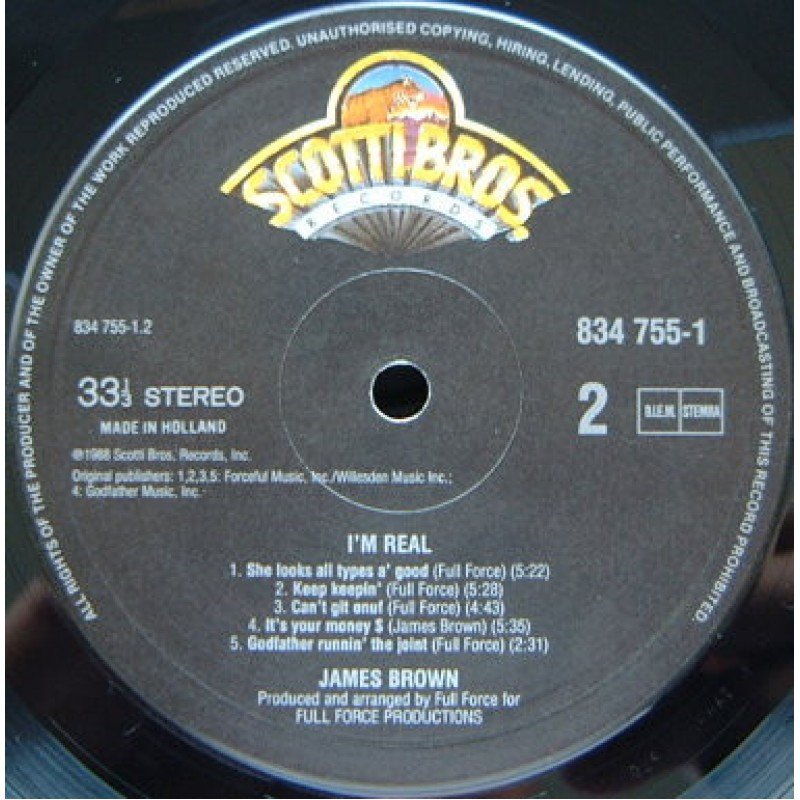 ALL RIGHTS OF THE PRODUCER AND OF THE OWNER OF THE WORK REPRODUCED RESERVED. UNAUTHORISED COPYING, HIRING, LENDING, PUBLIC PERFORMANCE AND BROADCASTING OF THIS RECORD PROHIBITED.
SCOTTI BROS.
RECORDS
834 755-1.2
834 755-1
33⅓ STEREO
2
B.I.E.M. STEMRA
MADE IN HOLLAND
℗1988 Scotti Bros. Records, Inc.
Original publishers: 1,2,3,5: Forceful Music, Inc./Willesden Music Inc.;
4: Godfather Music, Inc.
I'M REAL
1. She looks all types a' good (Full Force) (5:22)
2. Keep keepin' (Full Force) (5:28)
3. Can't git enuf (Full Force) (4:43)
4. It's your money $ (James Brown) (5:35)
5. Godfather runnin' the joint (Full Force) (2:31)
JAMES BROWN
Produced and arranged by Full Force for
FULL FORCE PRODUCTIONS